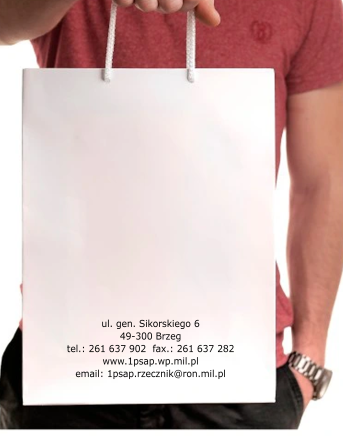 ul. gen. Sikorskiego 6
49-300 Brzeg
tel.: 261 637 902  fax.: 261 637 282
www.1psap.wp.mil.pl
email: 1psap.rzecznik@ron.mil.pl